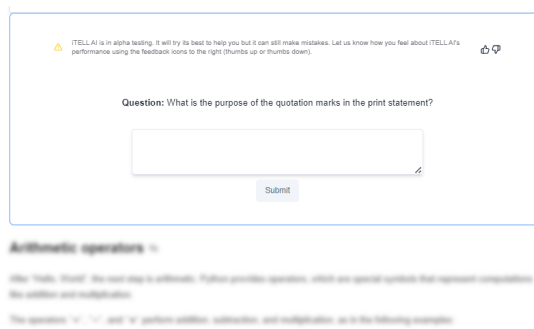 iTELL AI is in alpha testing. It will try its best to help you but it can still make mistakes. Let us know how you feel about iTELL AI's
performance using the feedback icons to the right (thumbs up or thumbs down).
Question: What is the purpose of the quotation marks in the print statement?
Submit
Arithmetic operators
After "Hello, World", the next step is arithmetic. Python provides operators, which are special symbols that represent computations
like addition and multiplication.
The operators "+", "-", and "*" perform addition, subtraction, and multiplication, as in the following examples: